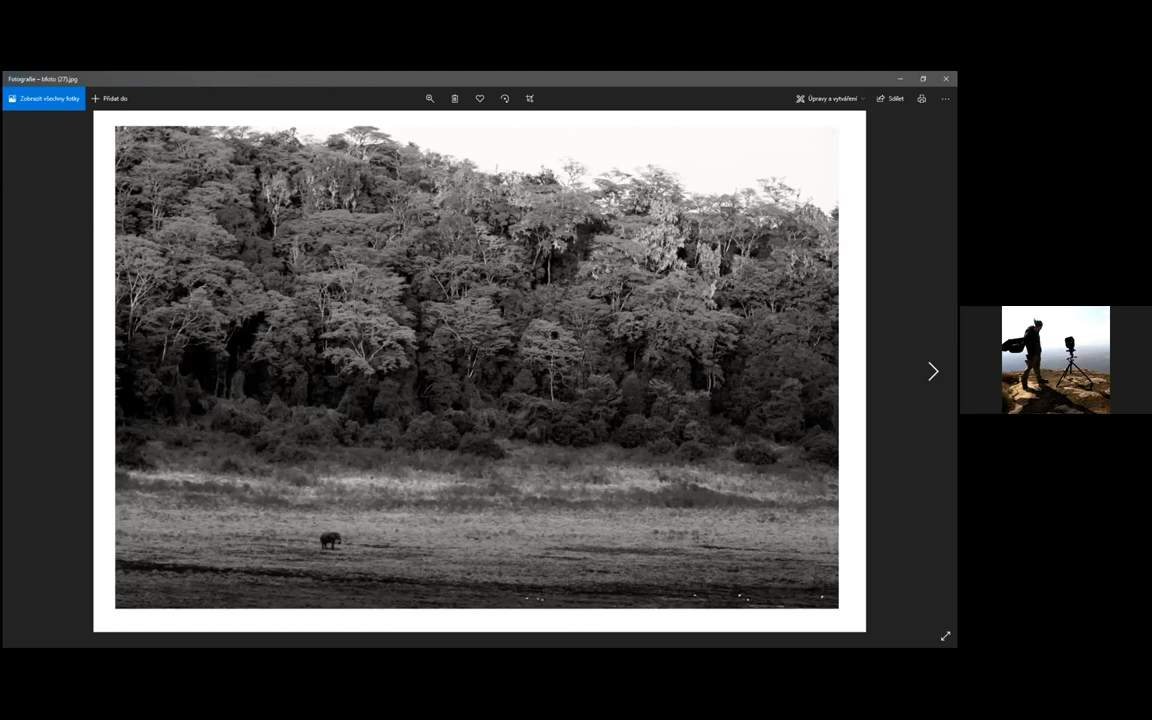 Fotografie – bfoto (27).jpg
Zobrazit všechny fotky
Přidat do
Úpravy a vytváření
Sdílet